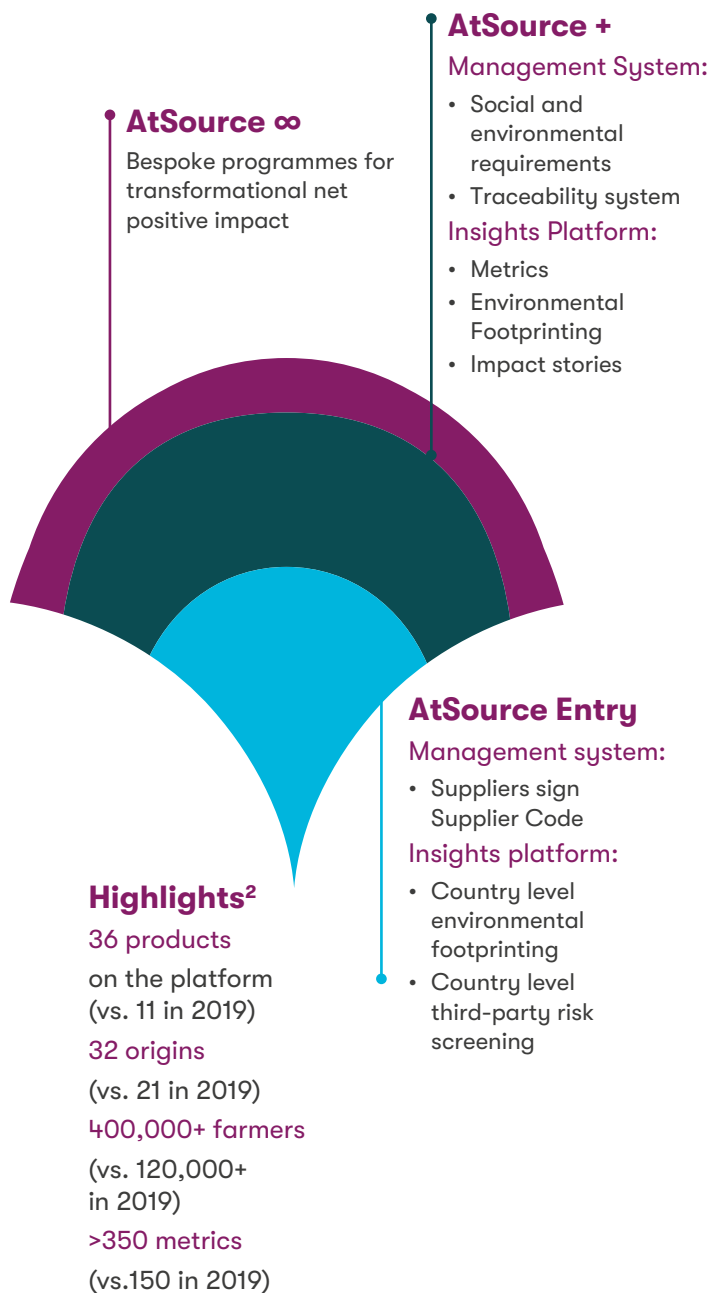 AtSource +
Management System:
• Social and
environmental
requirements
• Traceability system
Insights Platform:
• Metrics
• Environmental
Footprinting
• Impact stories
AtSource ∞
Bespoke programmes for
transformational net
positive impact
AtSource Entry
Management system:
• Suppliers sign
Supplier Code
Insights platform:
• Country level
environmental
footprinting
• Country level
third-party risk
screening
Highlights²
36 products
on the platform
(vs. 11 in 2019)
32 origins
(vs. 21 in 2019)
400,000+ farmers
(vs. 120,000+
in 2019)
>350 metrics
(vs.150 in 2019)